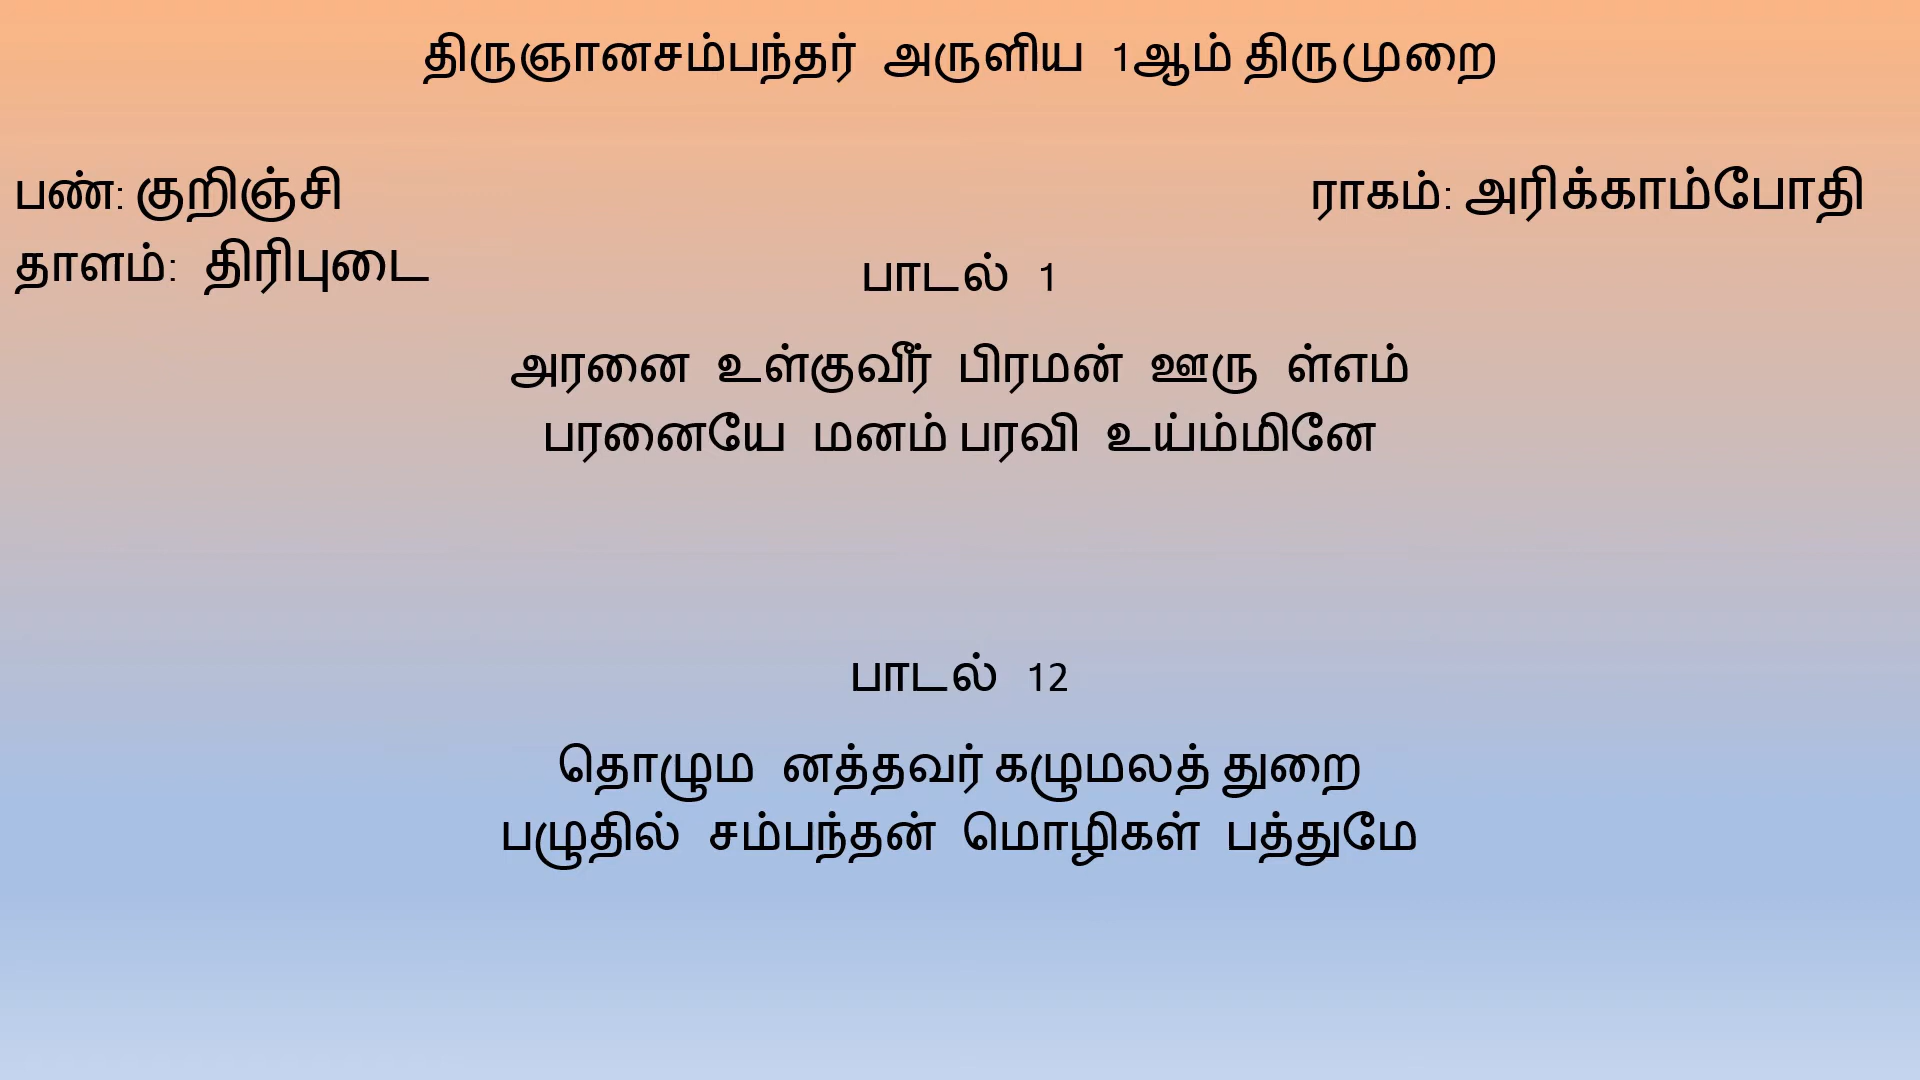 திருஞானசம்பந்தர் அருளிய 1ஆம் திருமுறை
பண்: குறிஞ்சி
ராகம்: அரிக்காம்போதி
தாளம்: திரிபுடை
பாடல் 1
அரனை உள்குவீர் பிரமன் ஊரு ள்எம்
பரனையே மனம் பரவி உய்ம்மினே
பாடல் 12
தொழும னத்தவர் கழுமலத் துறை
பழுதில் சம்பந்தன் மொழிகள் பத்துமே